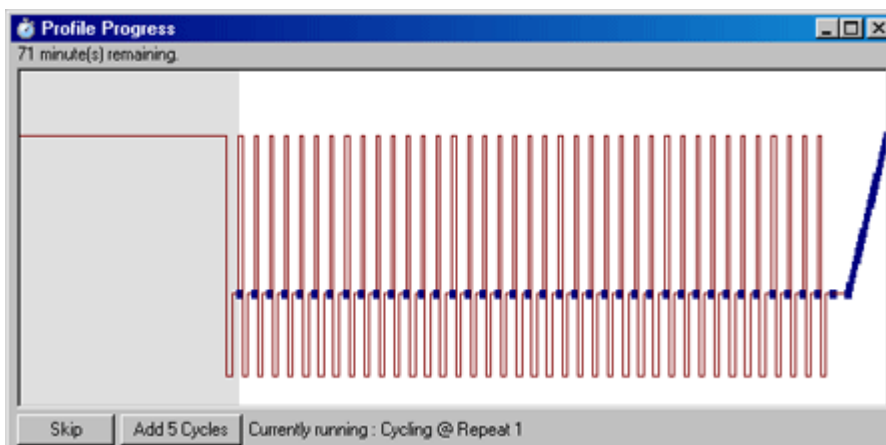 Profile Progress
71 minute(s) remaining.
Skip
Add 5 Cycles
Currently running : Cycling @ Repeat 1